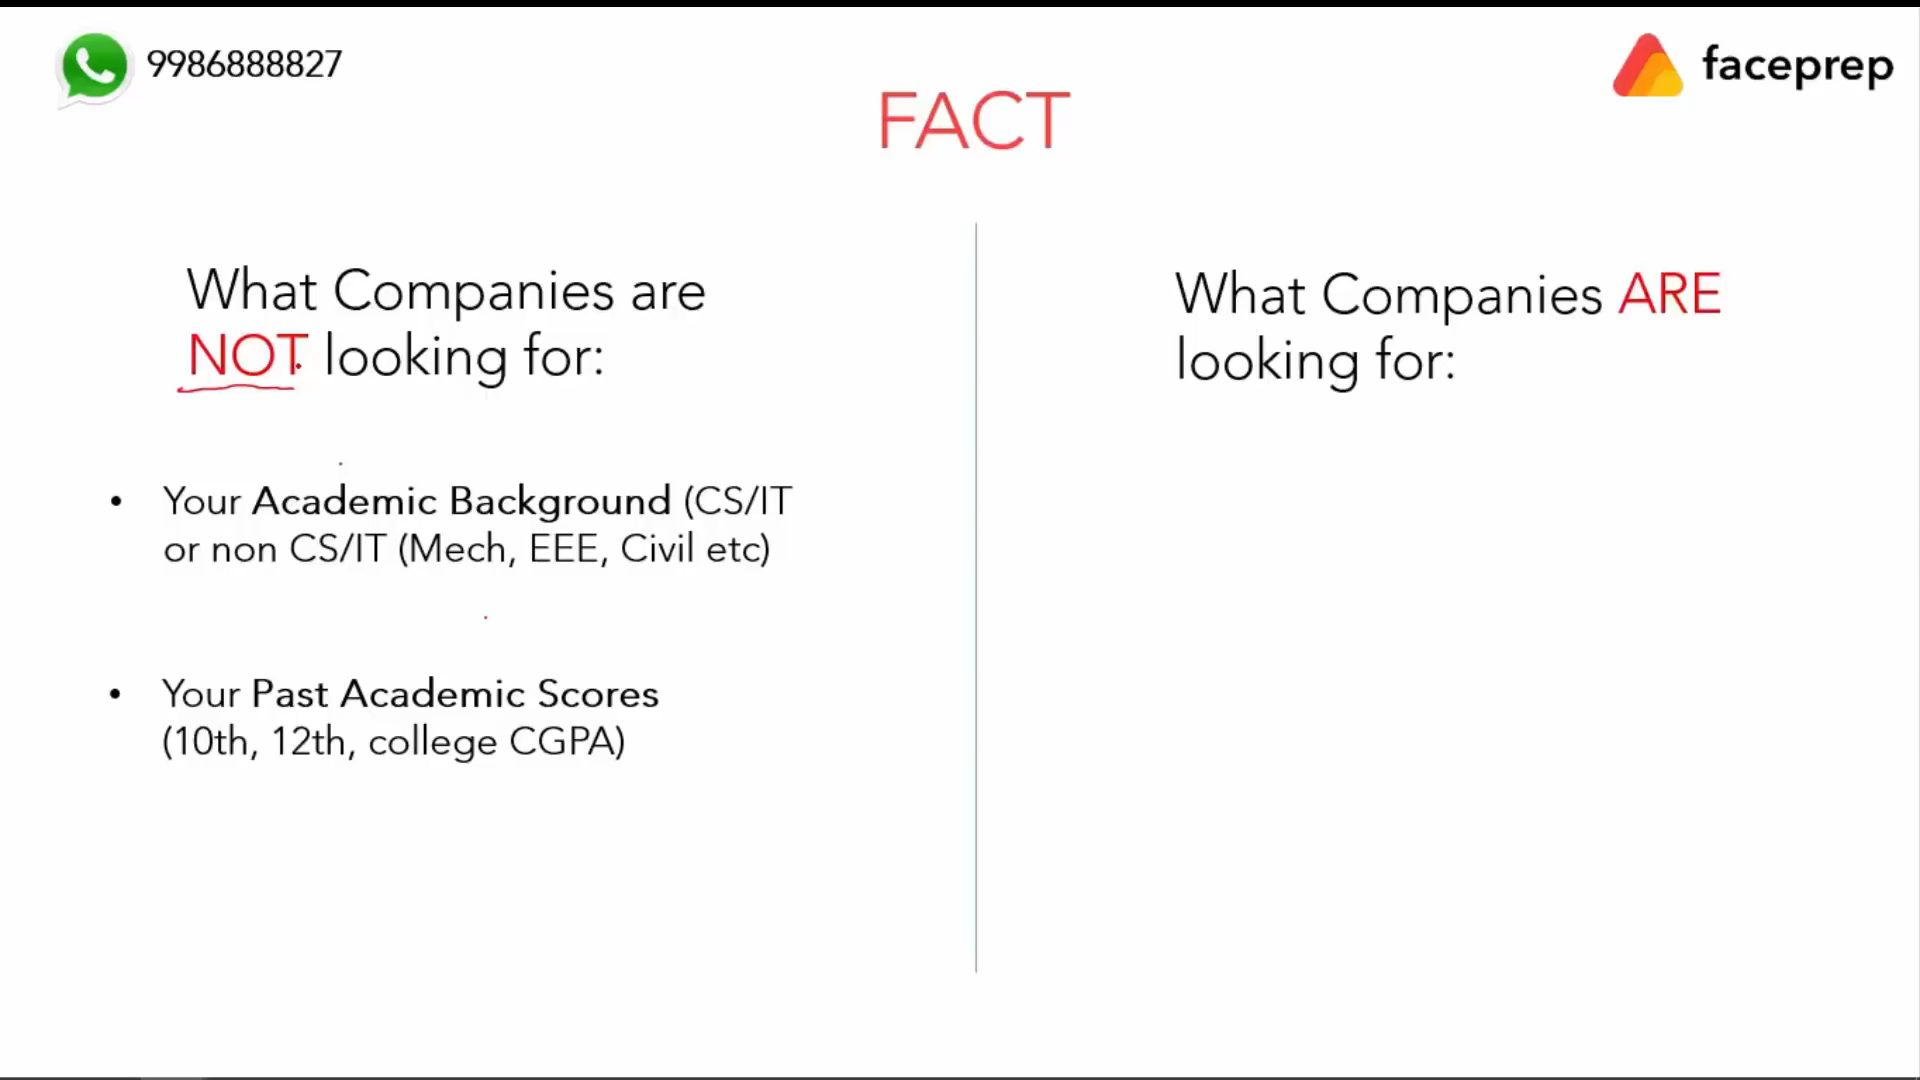 9986888827
faceprep
FACT
What Companies are
NOT looking for:
• Your Academic Background (CS/IT
or non CS/IT (Mech, EEE, Civil etc)
• Your Past Academic Scores
(10th, 12th, college CGPA)
What Companies ARE
looking for: